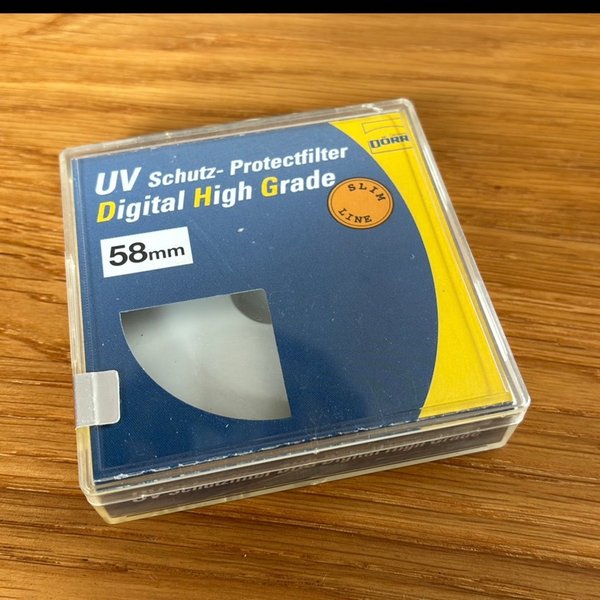 DÖRR
UV Schutz- Protectfilter
Digital High Grade
SLIM
LINE
58mm